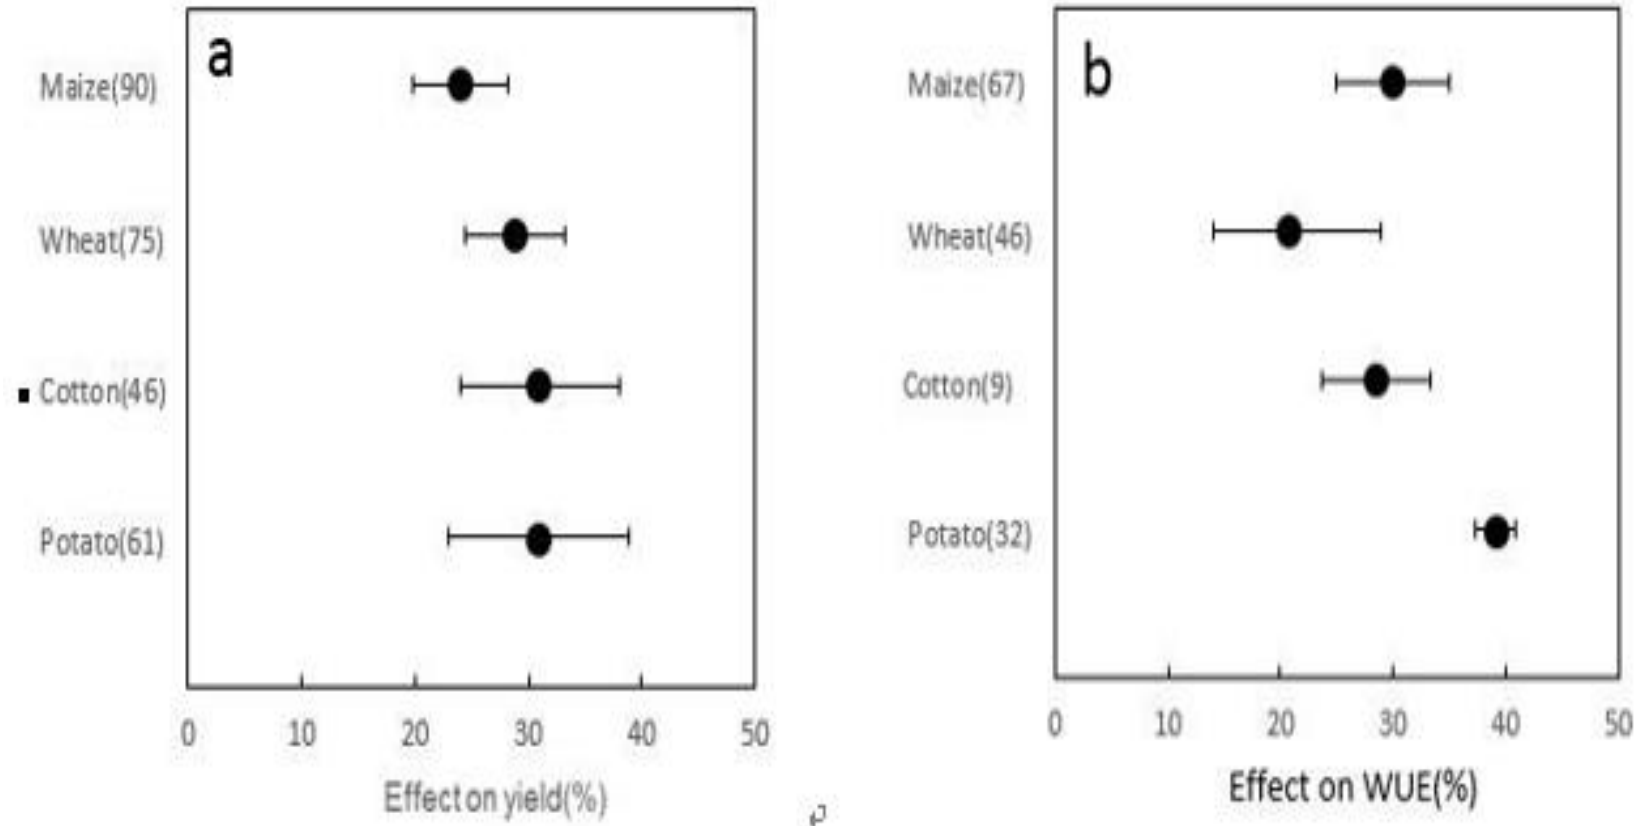 a
Maize(90)
Wheat(75)
Cotton(46)
Potato(61)
0 10 20 30 40 50
Effect on yield(%)
b
Maize(67)
Wheat(46)
Cotton(9)
Potato(32)
0 10 20 30 40 50
Effect on WUE(%)